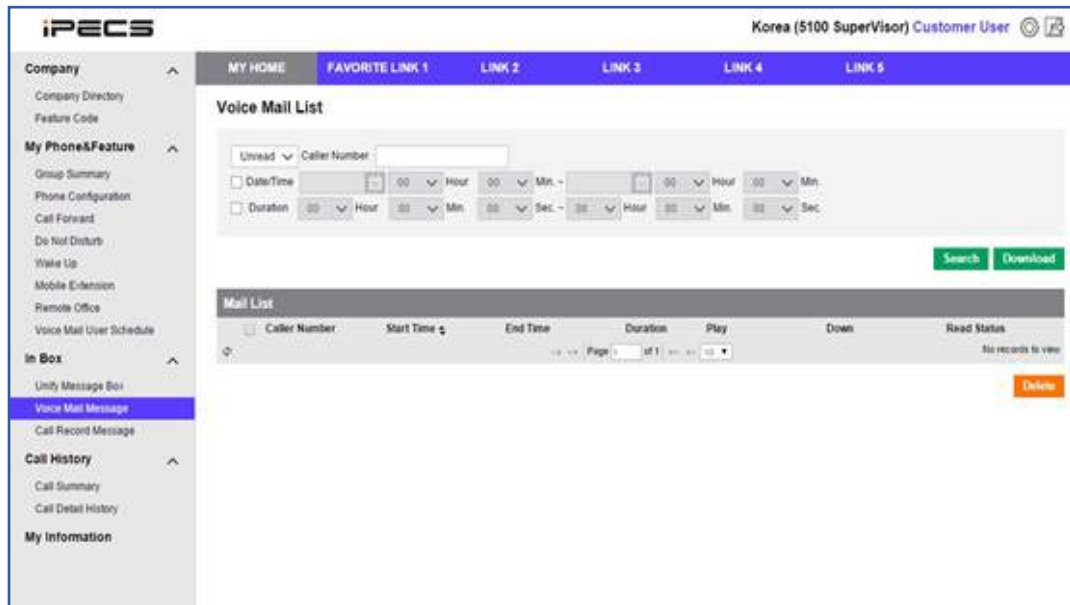 iPECS
Korea (5100 SuperVisor) Customer User
Company
Company Directory
Feature Code
My Phone&Feature
Group Summary
Phone Configuration
Call Forward
Do Not Disturb
Wake Up
Mobile Extension
Remote Office
Voice Mail User Schedule
In Box
Unify Message Box
Voice Mail Message
Call Record Message
Call History
Call Summary
Call Detail History
My Information
MY HOME FAVORITE LINK 1 LINK 2 LINK 3 LINK 4 LINK 5
Voice Mail List
Unread Caller Number
Date/Time 00 Hour 00 Min. ~ 00 Hour 00 Min.
Duration 00 Hour 00 Min. 00 Sec. ~ 00 Hour 00 Min. 00 Sec.
Search Download
Mail List
Caller Number Start Time End Time Duration Play Down Read Status
Page of 1 10 No records to view
Delete